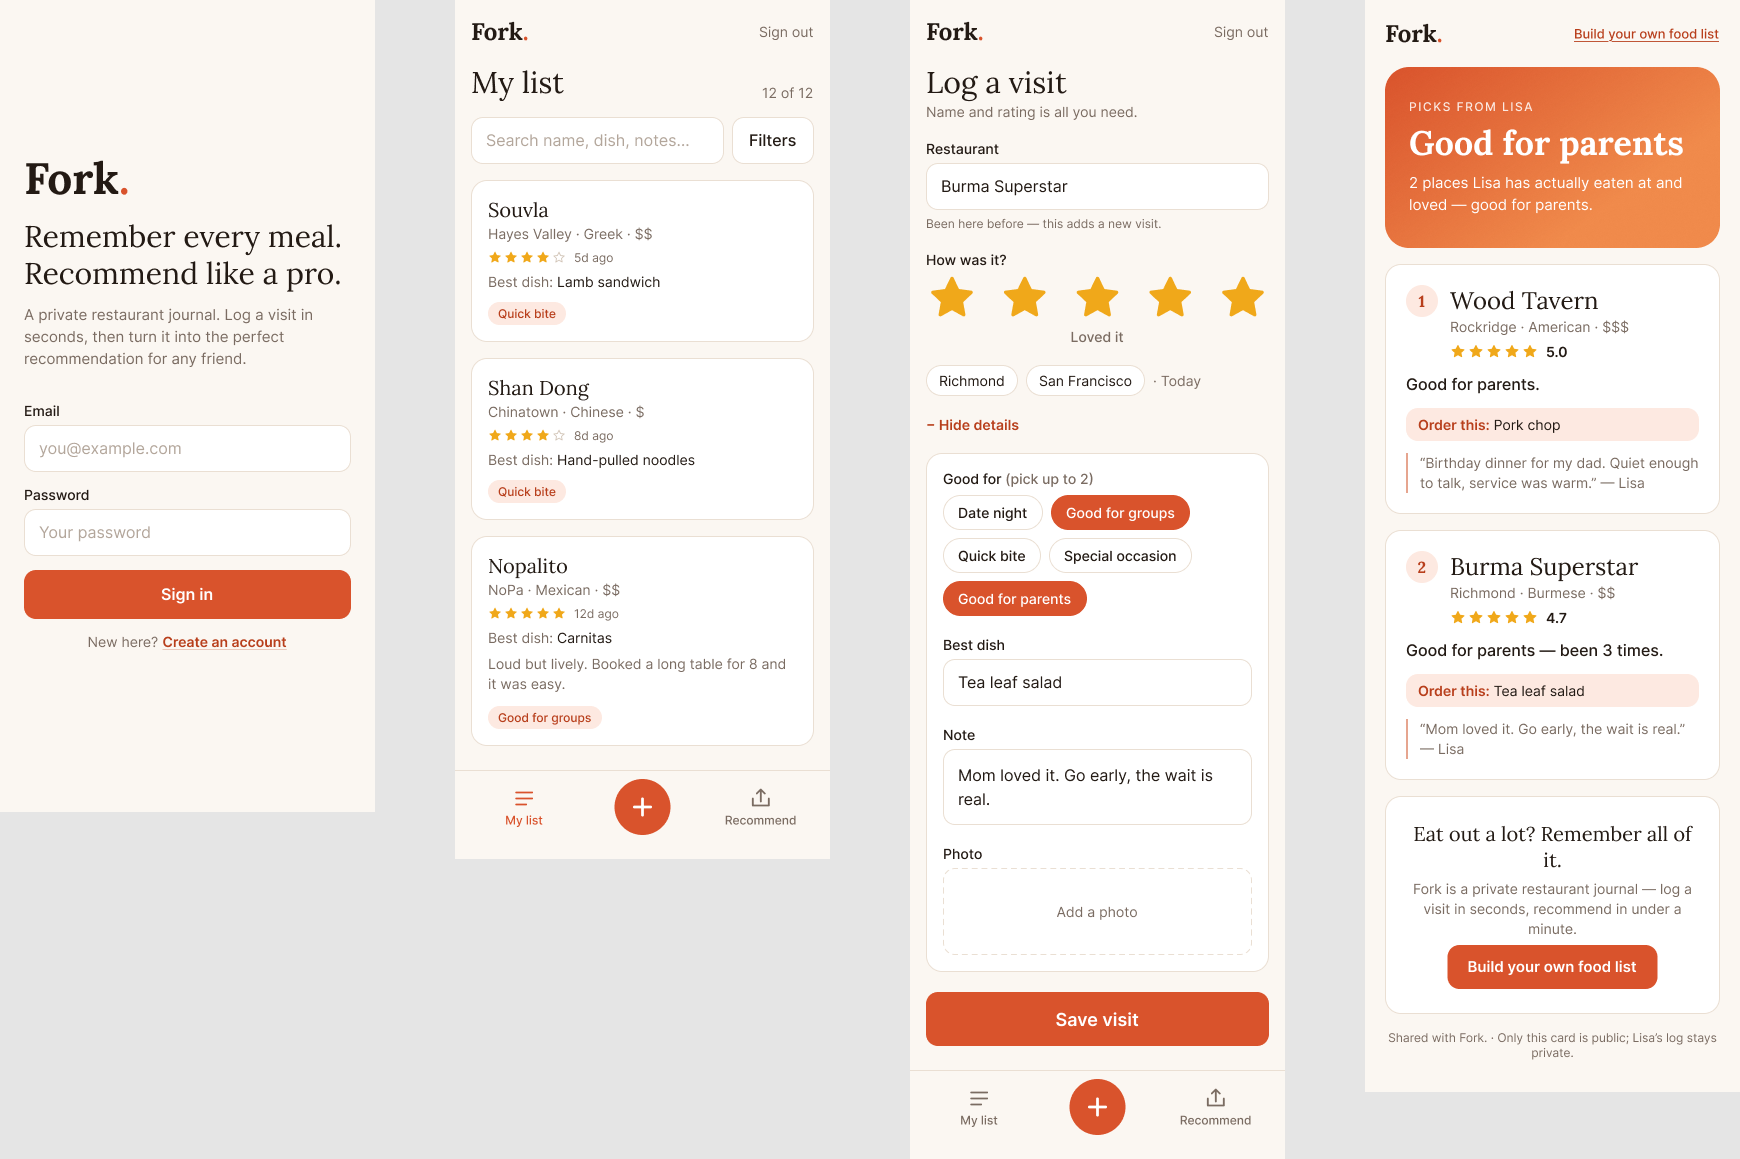 Fork.
Remember every meal.
Recommend like a pro.
A private restaurant journal. Log a visit in
seconds, then turn it into the perfect
recommendation for any friend.
Email
you@example.com
Password
Your password
Sign in
New here? Create an account
Fork.
Sign out
My list
12 of 12
Search name, dish, notes...
Filters
Souvla
Hayes Valley · Greek · $$
5d ago
Best dish: Lamb sandwich
Quick bite
Shan Dong
Chinatown · Chinese · $
8d ago
Best dish: Hand-pulled noodles
Quick bite
Nopalito
NoPa · Mexican · $$
12d ago
Best dish: Carnitas
Loud but lively. Booked a long table for 8 and
it was easy.
Good for groups
My list
Recommend
Fork.
Sign out
Log a visit
Name and rating is all you need.
Restaurant
Burma Superstar
Been here before — this adds a new visit.
How was it?
Loved it
Richmond
San Francisco
· Today
− Hide details
Good for (pick up to 2)
Date night
Good for groups
Quick bite
Special occasion
Good for parents
Best dish
Tea leaf salad
Note
Mom loved it. Go early, the wait is
real.
Photo
Add a photo
Save visit
My list
Recommend
Fork.
Build your own food list
PICKS FROM LISA
Good for parents
2 places Lisa has actually eaten at and
loved — good for parents.
1
Wood Tavern
Rockridge · American · $$$
5.0
Good for parents.
Order this: Pork chop
“Birthday dinner for my dad. Quiet enough
to talk, service was warm.” — Lisa
2
Burma Superstar
Richmond · Burmese · $$
4.7
Good for parents — been 3 times.
Order this: Tea leaf salad
“Mom loved it. Go early, the wait is real.”
— Lisa
Eat out a lot? Remember all of
it.
Fork is a private restaurant journal — log a
visit in seconds, recommend in under a
minute.
Build your own food list
Shared with Fork. · Only this card is public; Lisa’s log stays
private.